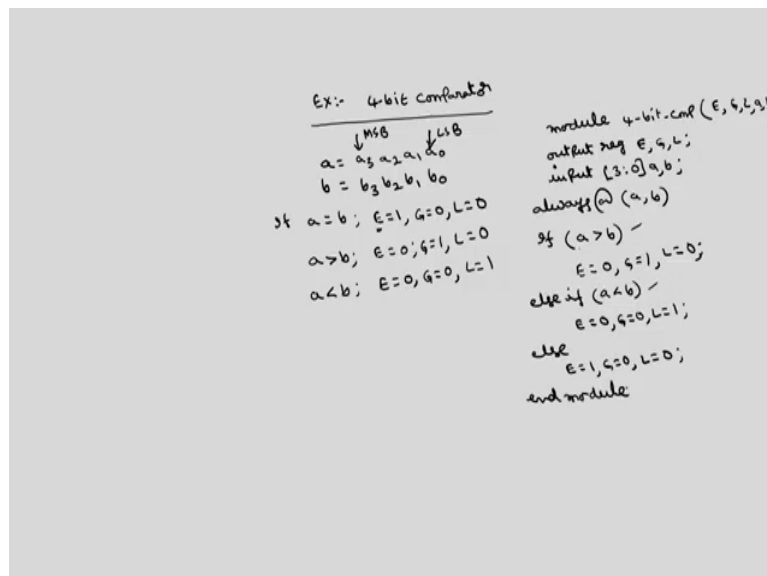 Ex:- 4-bit Comparator
↓MSB ↓LSB
a = a3 a2 a1 a0
b = b3 b2 b1 b0
If a=b; E=1, G=0, L=0
a>b; E=0; G=1, L=0
a<b; E=0, G=0, L=1
module 4-bit-comp (E, G, L, a,
output reg E, G, L;
input [3:0] a, b;
always@ (a, b)
If (a>b)
E=0, G=1, L=0;
else if (a<b)
E=0, G=0, L=1;
else
E=1, G=0, L=0;
end module